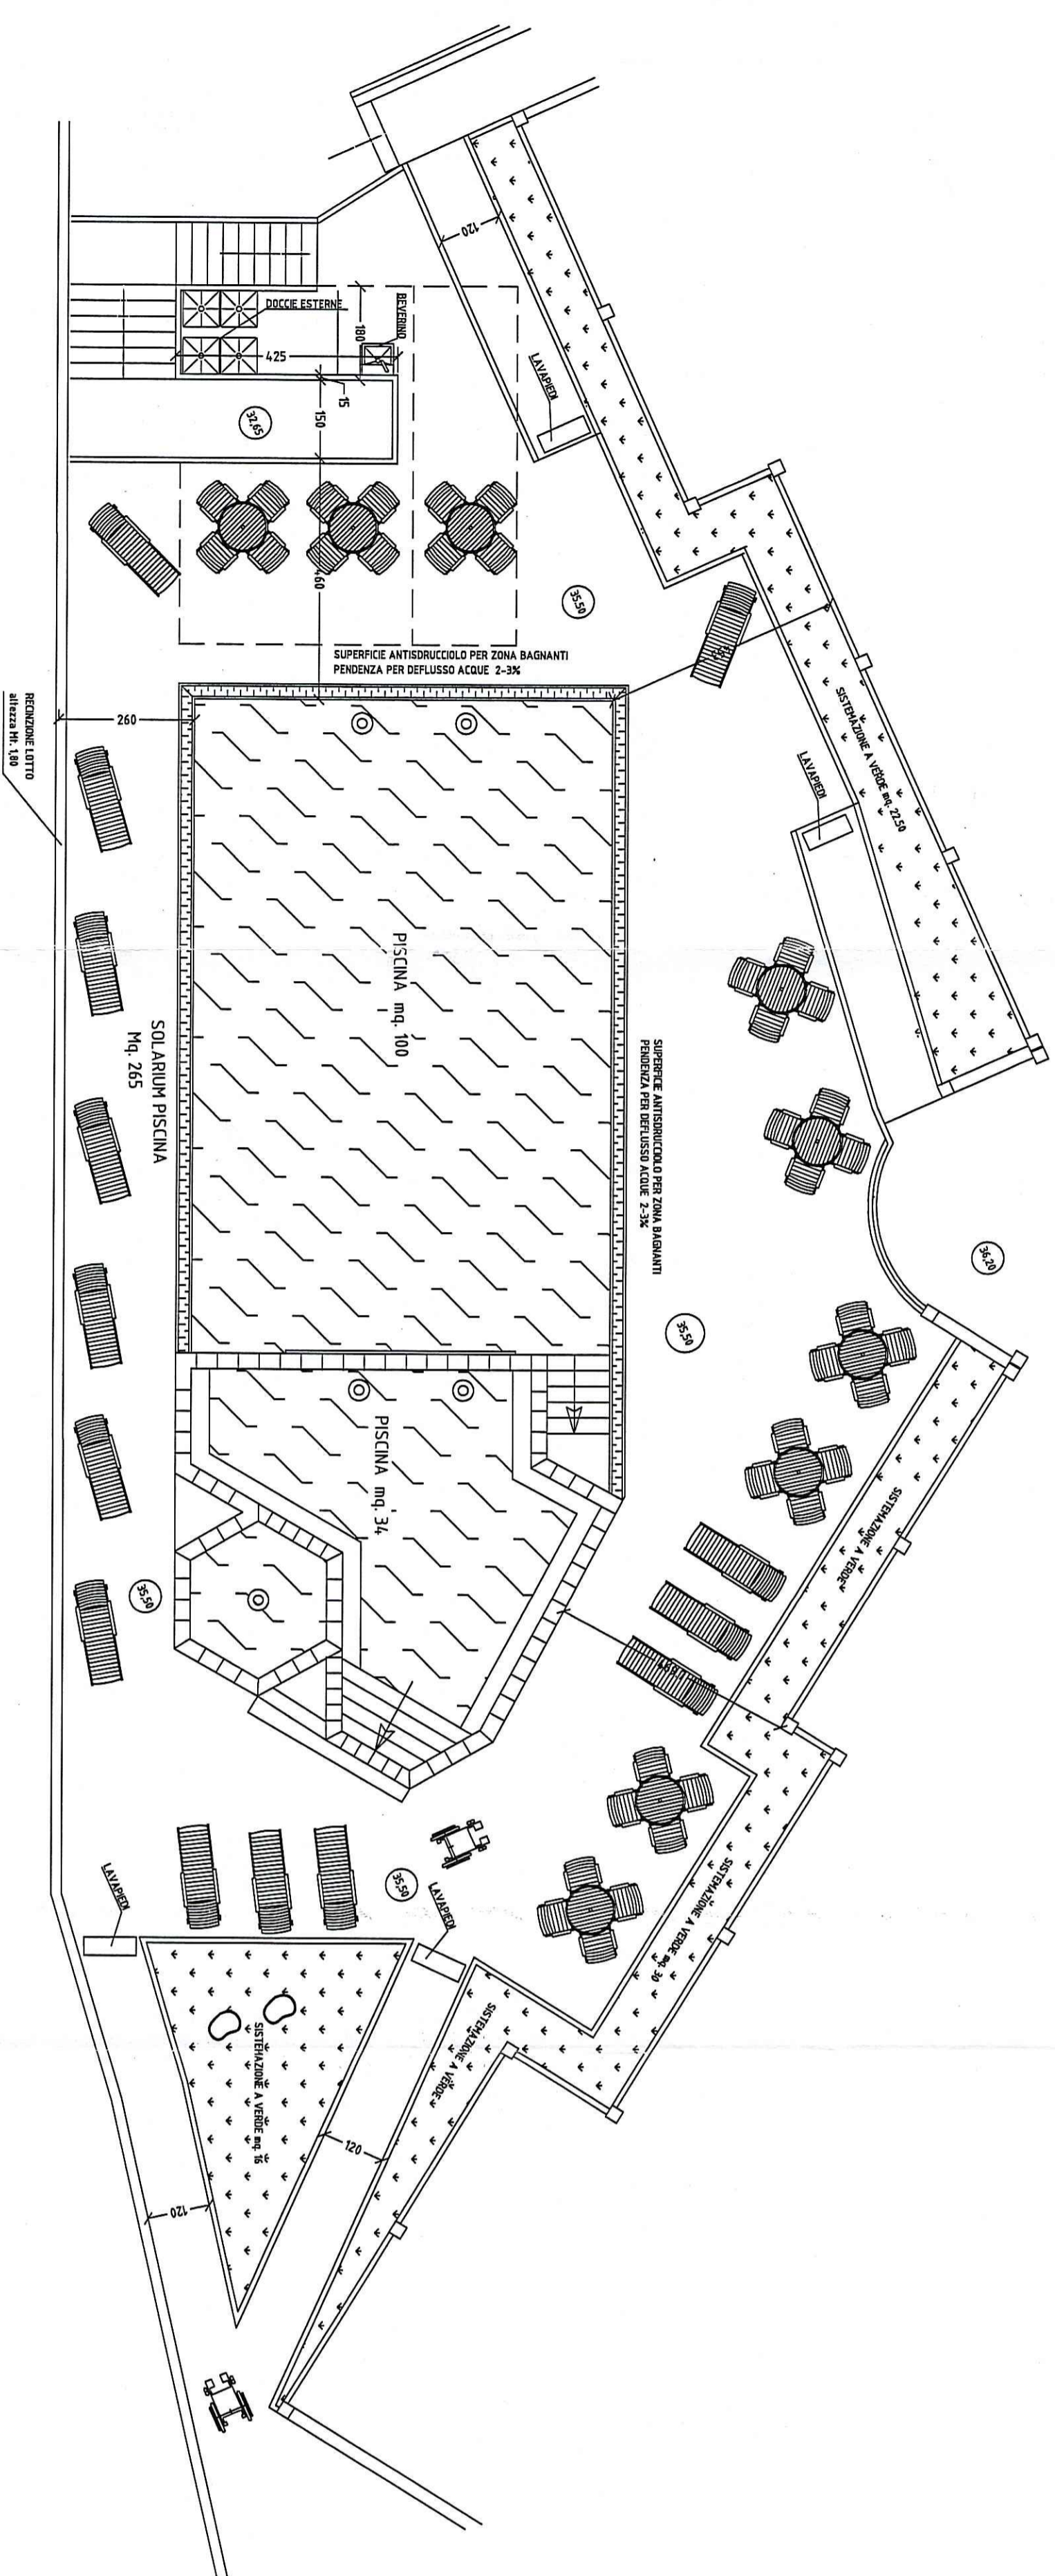 120
DOCCIE ESTERNE
BEVERINO
180
425
15
150
32,65
LAVAPIEDI
460
35,50
SUPERFICIE ANTISDRUCCIOLO PER ZONA BAGNANTI
PENDENZA PER DEFLUSSO ACQUE 2-3%
RECINZIONE LOTTO
altezza Mt. 1,80
260
SISTEMAZIONE A VERDE mq. 22,50
LAVAPIEDI
PISCINA mq. 100
SOLARIUM PISCINA
Mq. 265
SUPERFICIE ANTISDRUCCIOLO PER ZONA BAGNANTI
PENDENZA PER DEFLUSSO ACQUE 2-3%
36,20
35,50
PISCINA mq. 34
SISTEMAZIONE A VERDE
35,50
SISTEMAZIONE A VERDE mq. 30
35,50
LAVAPIEDI
LAVAPIEDI
SISTEMAZIONE A VERDE
SISTEMAZIONE A VERDE mq. 16
120
120